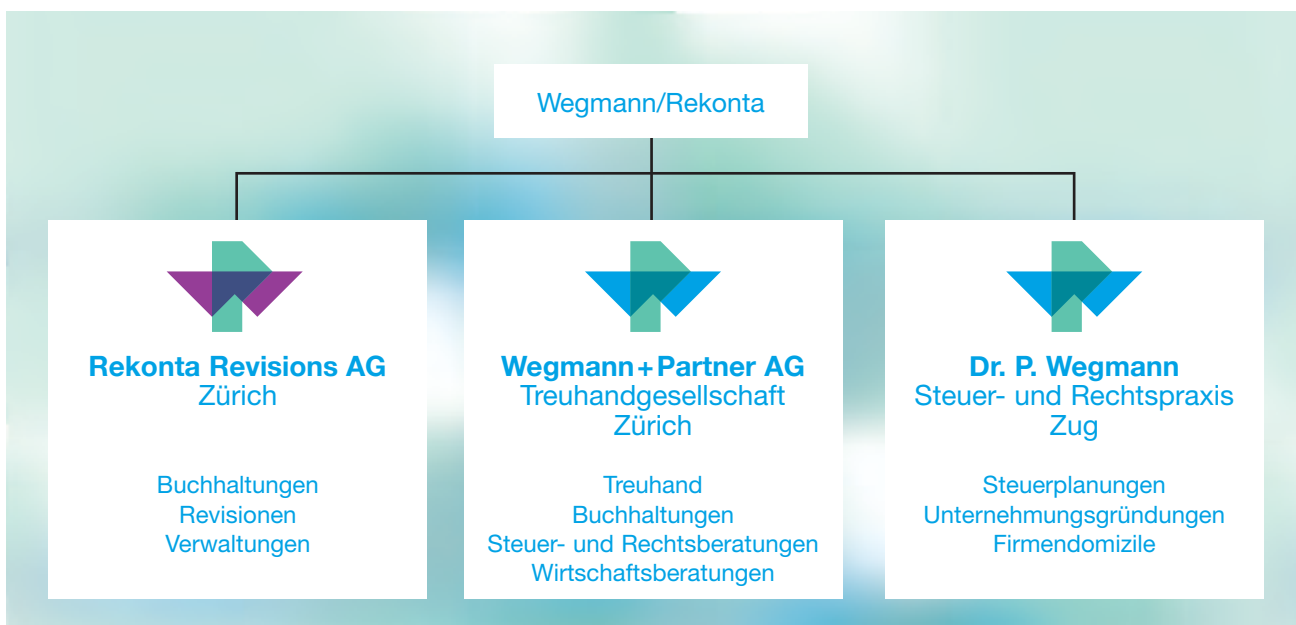 Wegmann/Rekonta
Rekonta Revisions AG
Zürich
Buchhaltungen
Revisionen
Verwaltungen
Wegmann+Partner AG
Treuhandgesellschaft
Zürich
Treuhand
Buchhaltungen
Steuer- und Rechtsberatungen
Wirtschaftsberatungen
Dr. P. Wegmann
Steuer- und Rechtspraxis
Zug
Steuerplanungen
Unternehmungsgründungen
Firmendomizile